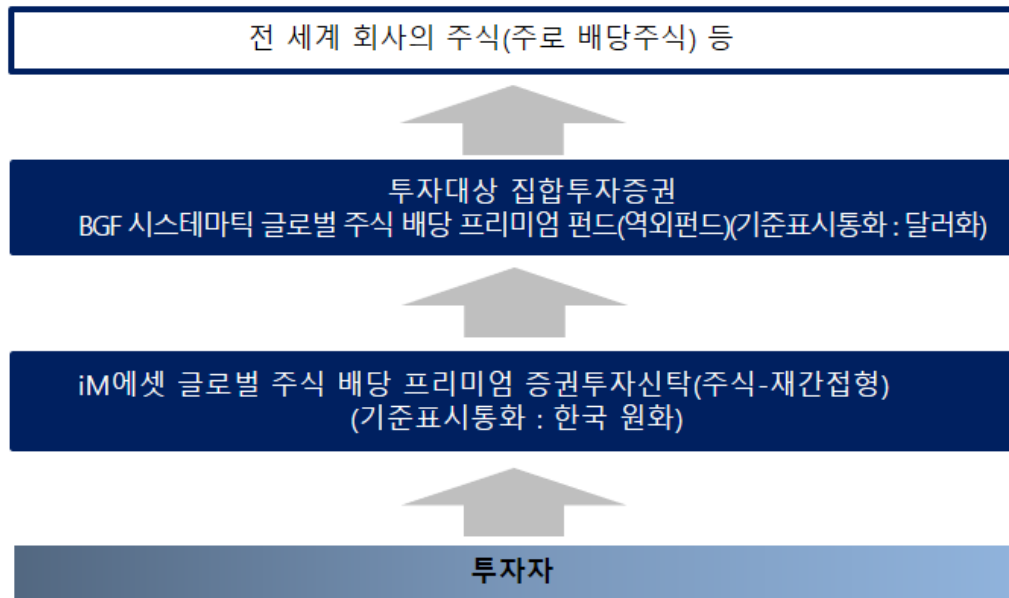 전 세계 회사의 주식(주로 배당주식) 등
투자대상 집합투자증권
BGF 시스테마틱 글로벌 주식 배당 프리미엄 펀드(역외펀드)(기준표시통화 : 달러화)
iM에셋 글로벌 주식 배당 프리미엄 증권투자신탁(주식-재간접형)
(기준표시통화 : 한국 원화)
투자자